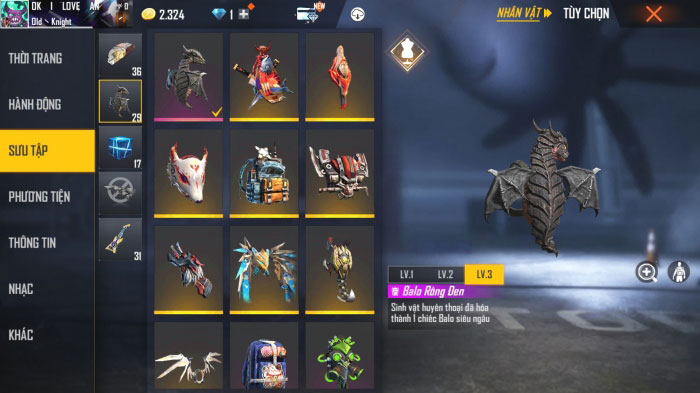 OK I LOVE AN
Old - Knight
/0
2.324
1
NEW
NHÂN VẬT
TÙY CHỌN
THỜI TRANG
HÀNH ĐỘNG
SƯU TẬP
PHƯƠNG TIỆN
THÔNG TIN
NHẠC
KHÁC
36
29
17
31
LV.1
LV.2
LV.3
Balo Rồng Đen
Sinh vật huyền thoại đã hóa
thành 1 chiếc Balo siêu ngầu